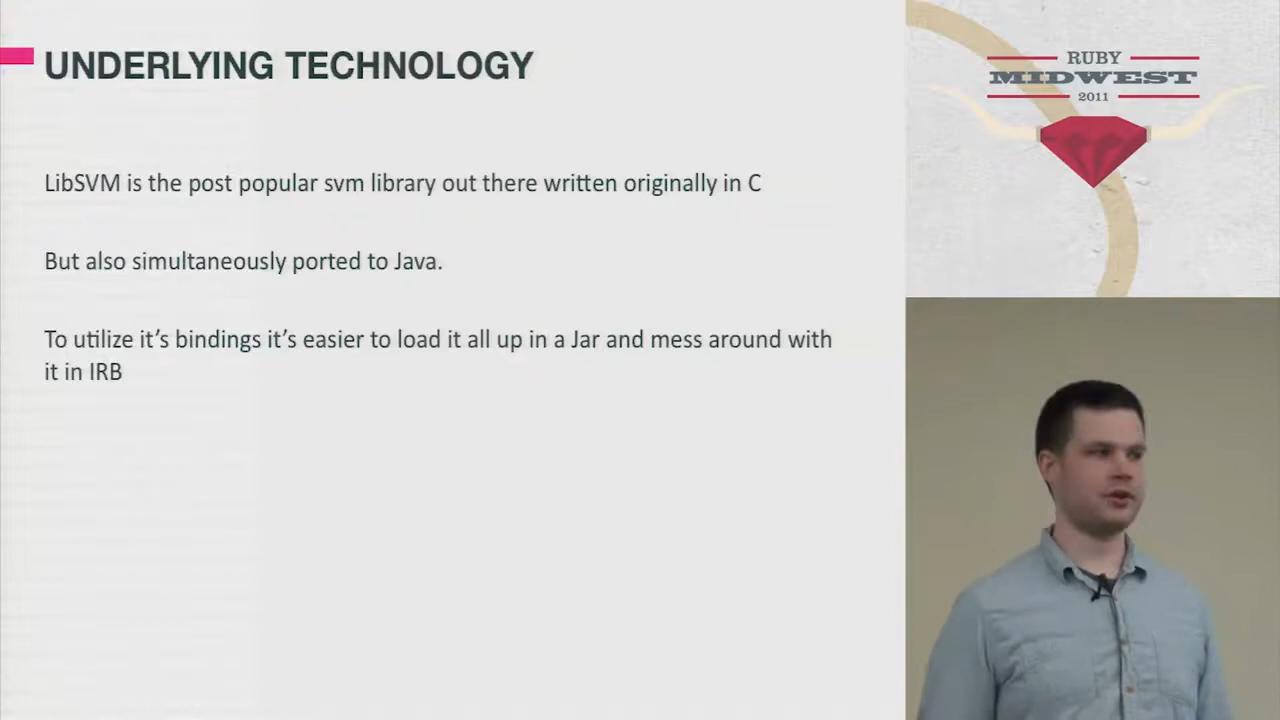 UNDERLYING TECHNOLOGY
LibSVM is the post popular svm library out there written originally in C
But also simultaneously ported to Java.
To utilize it’s bindings it’s easier to load it all up in a Jar and mess around with
it in IRB
RUBY
MIDWEST
2011